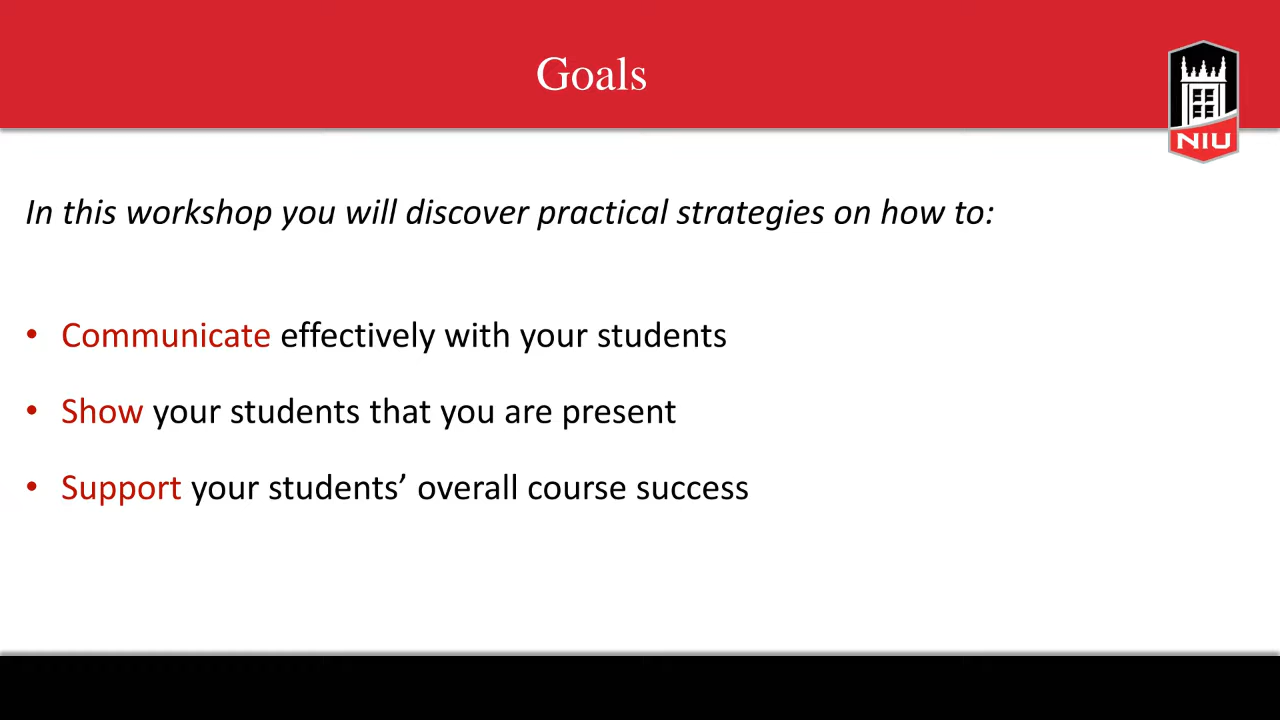 Goals
NIU
In this workshop you will discover practical strategies on how to:
• Communicate effectively with your students
• Show your students that you are present
• Support your students’ overall course success